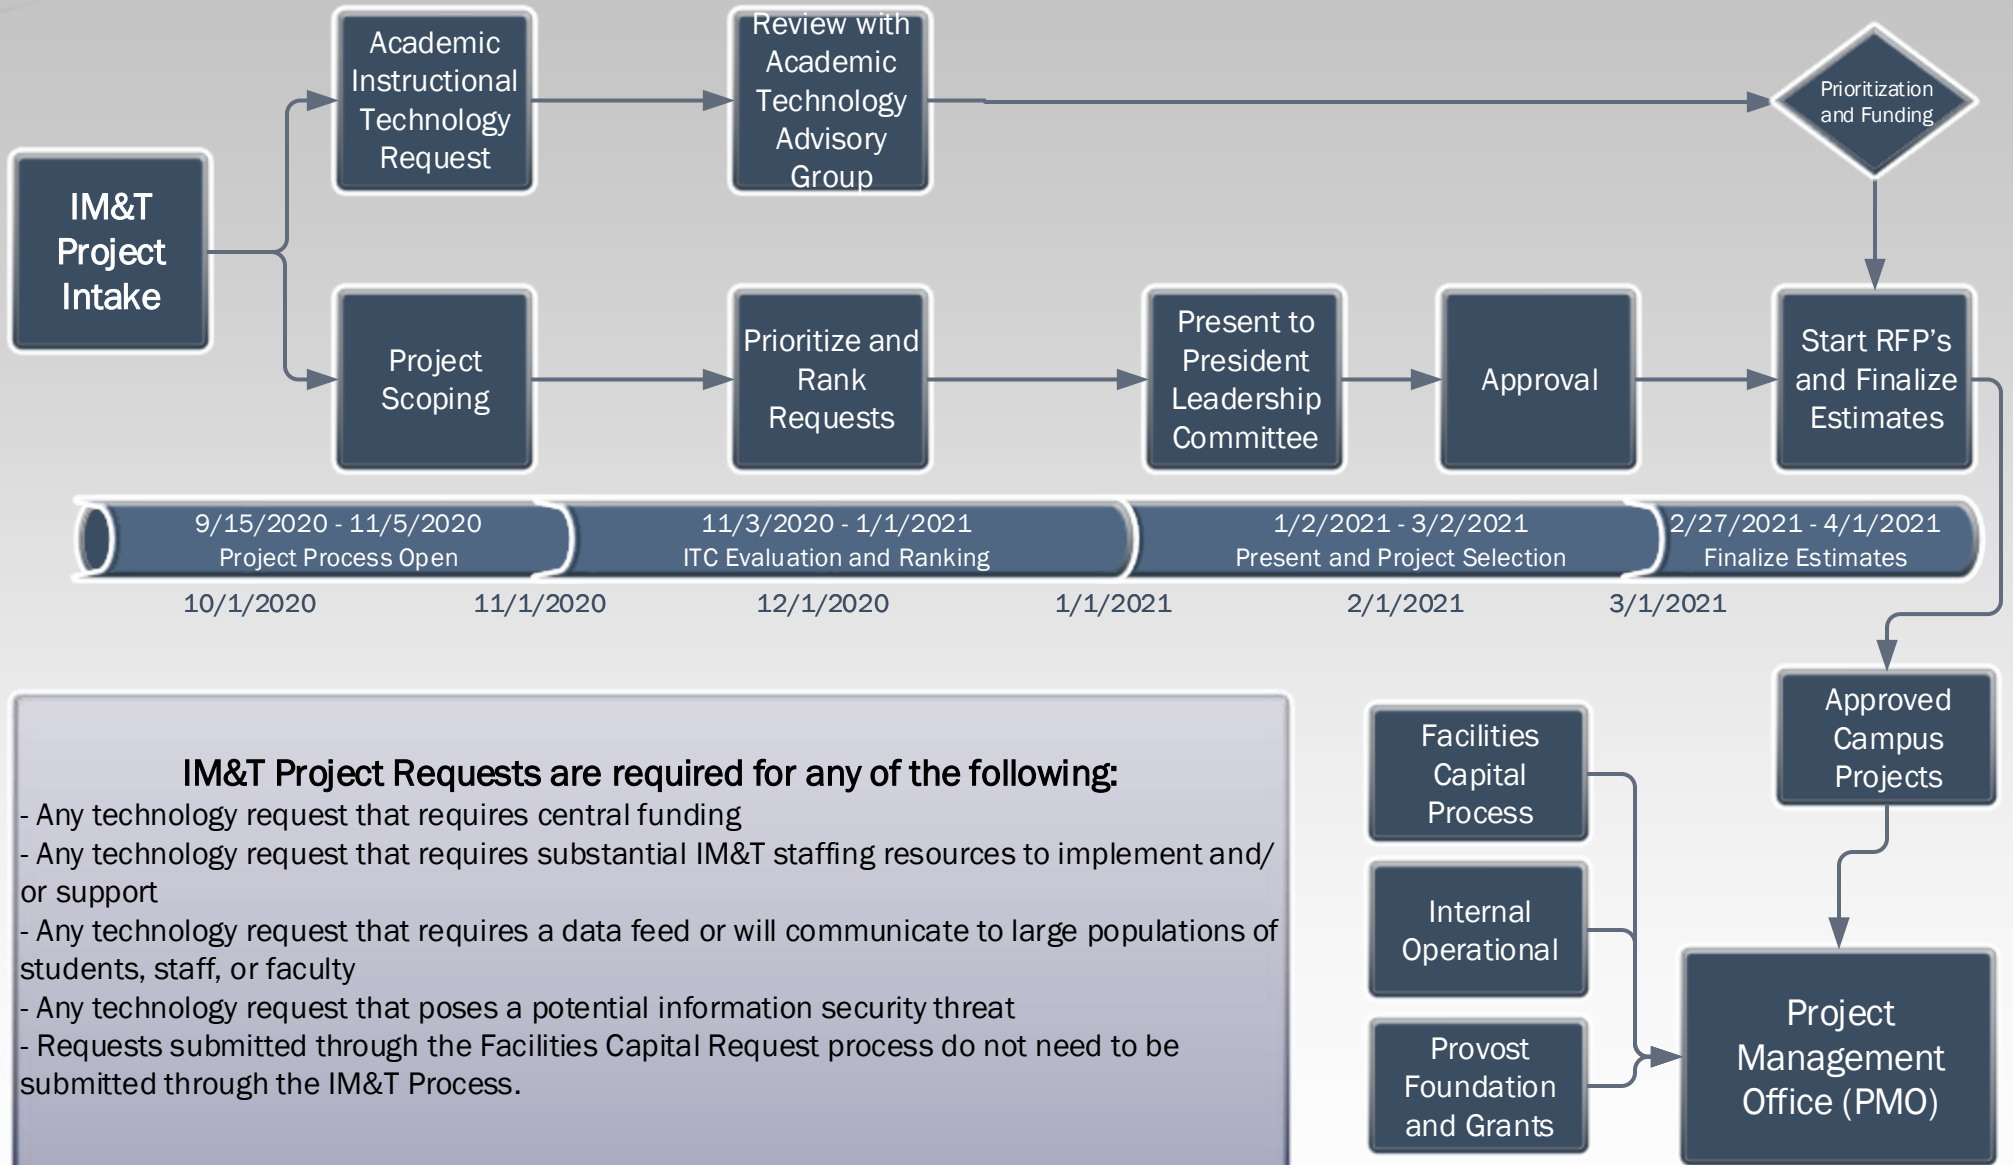 Academic
Instructional
Technology
Request
Review with
Academic
Technology
Advisory
Group
Prioritization
and Funding
IM&T
Project
Intake
Project
Scoping
Prioritize and
Rank
Requests
Present to
President
Leadership
Committee
Approval
Start RFP’s
and Finalize
Estimates
9/15/2020 - 11/5/2020
Project Process Open
11/3/2020 - 1/1/2021
ITC Evaluation and Ranking
1/2/2021 - 3/2/2021
Present and Project Selection
2/27/2021 - 4/1/2021
Finalize Estimates
10/1/2020
11/1/2020
12/1/2020
1/1/2021
2/1/2021
3/1/2021
IM&T Project Requests are required for any of the following:
- Any technology request that requires central funding
- Any technology request that requires substantial IM&T staffing resources to implement and/
or support
- Any technology request that requires a data feed or will communicate to large populations of
students, staff, or faculty
- Any technology request that poses a potential information security threat
- Requests submitted through the Facilities Capital Request process do not need to be
submitted through the IM&T Process.
Facilities
Capital
Process
Internal
Operational
Provost
Foundation
and Grants
Approved
Campus
Projects
Project
Management
Office (PMO)